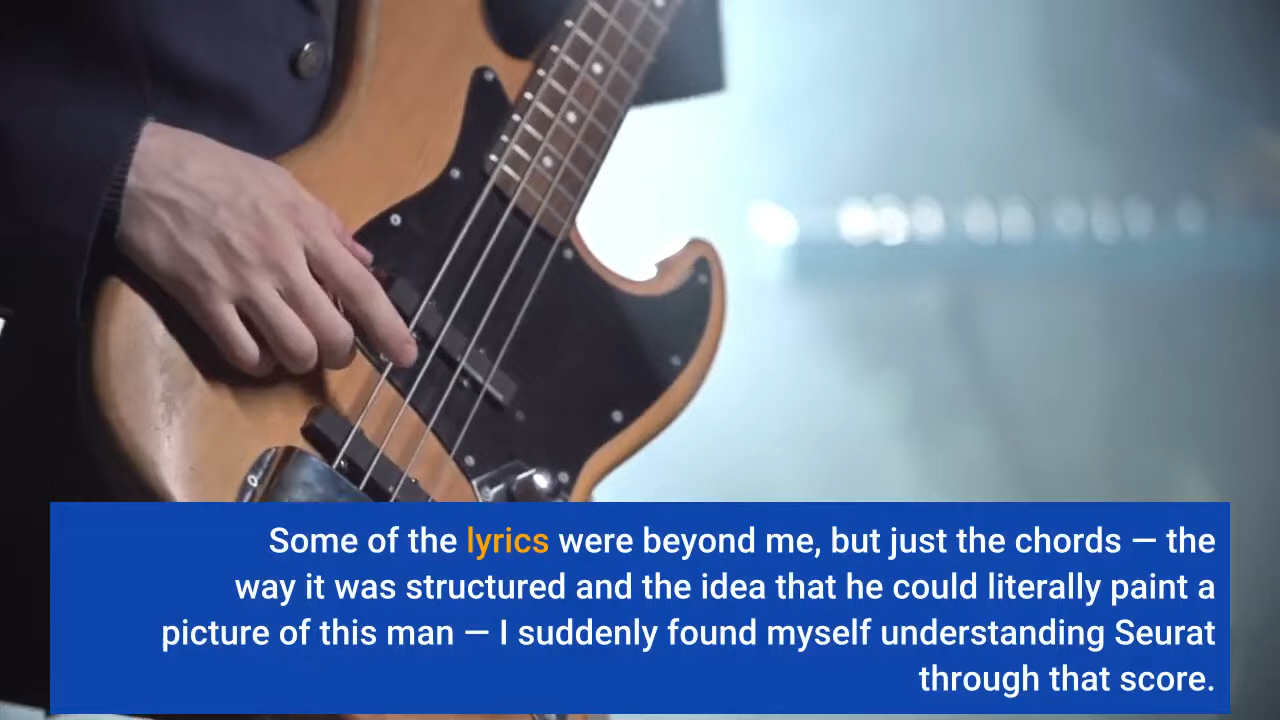 Some of the lyrics were beyond me, but just the chords — the
way it was structured and the idea that he could literally paint a
picture of this man — I suddenly found myself understanding Seurat
through that score.